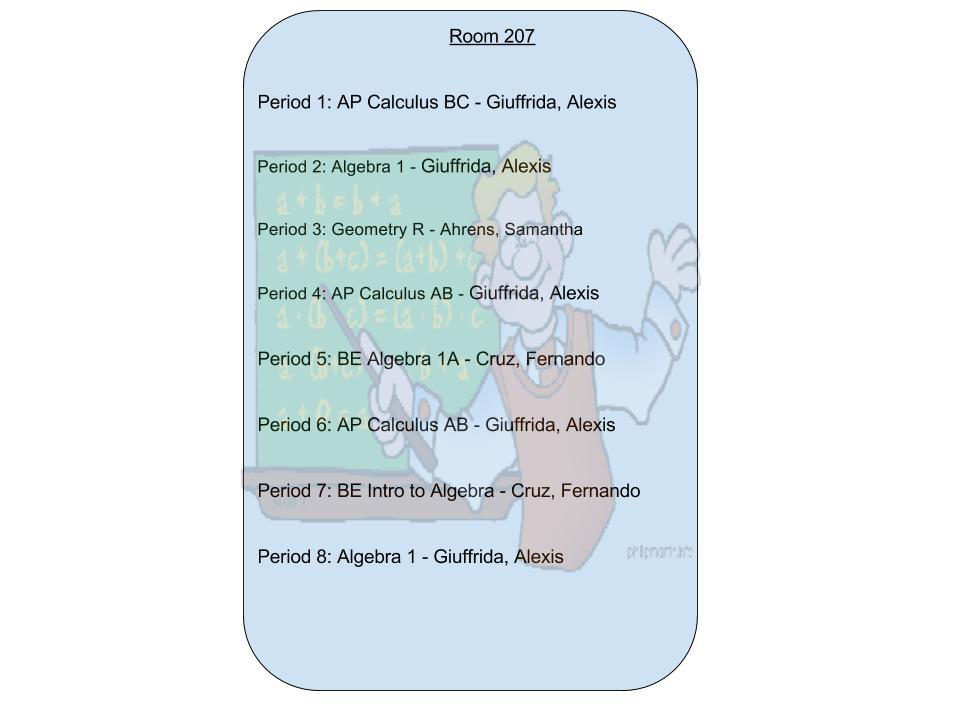 Room 207
Period 1: AP Calculus BC - Giuffrida, Alexis
Period 2: Algebra 1 - Giuffrida, Alexis
a + b = b + a
Period 3: Geometry R - Ahrens, Samantha
a + (b+c) = (a+b) + c
Period 4: AP Calculus AB - Giuffrida, Alexis
a · (b · c) = (a · b) · c
Period 5: BE Algebra 1A - Cruz, Fernando
Period 6: AP Calculus AB - Giuffrida, Alexis
Period 7: BE Intro to Algebra - Cruz, Fernando
Period 8: Algebra 1 - Giuffrida, Alexis